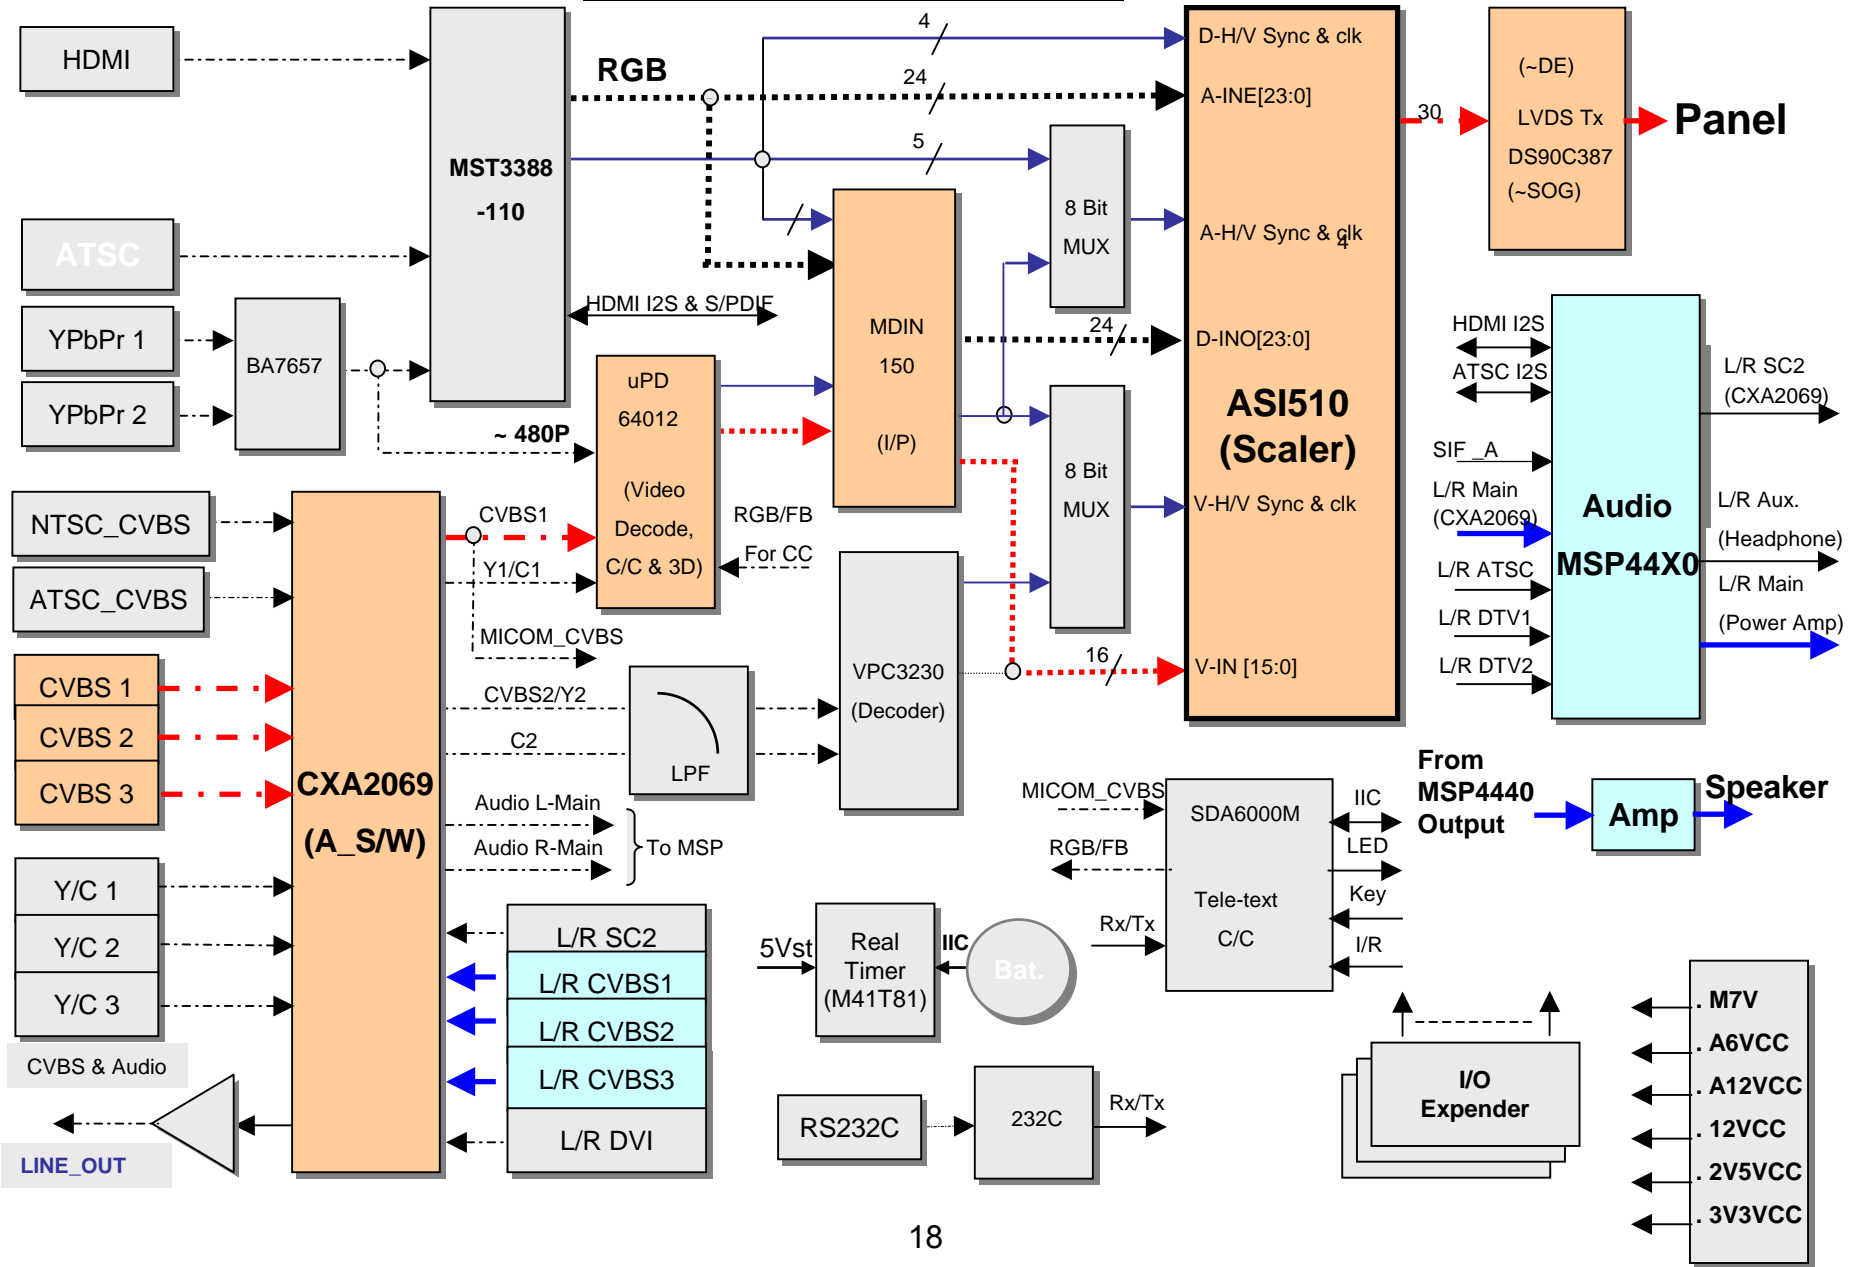 HDMI
ATSC
YPbPr 1
YPbPr 2
BA7657
MST3388
-110
RGB
4
24
5
HDMI I2S & S/PDIF
~ 480P
uPD
64012
(Video
Decode,
C/C & 3D)
RGB/FB
For CC
MDIN
150
(I/P)
8 Bit
MUX
24
8 Bit
MUX
16
D-H/V Sync & clk
A-INE[23:0]
A-H/V Sync & clk
4
D-INO[23:0]
ASI510
(Scaler)
V-H/V Sync & clk
V-IN [15:0]
30
(~DE)
LVDS Tx
DS90C387
(~SOG)
Panel
HDMI I2S
ATSC I2S
SIF _A
L/R Main
(CXA2069)
L/R ATSC
L/R DTV1
L/R DTV2
Audio
MSP44X0
L/R SC2
(CXA2069)
L/R Aux.
(Headphone)
L/R Main
(Power Amp)
NTSC_CVBS
ATSC_CVBS
CVBS 1
CVBS 2
CVBS 3
Y/C 1
Y/C 2
Y/C 3
CVBS & Audio
LINE_OUT
CXA2069
(A_S/W)
CVBS1
Y1/C1
MICOM_CVBS
CVBS2/Y2
C2
LPF
VPC3230
(Decoder)
Audio L-Main
Audio R-Main
To MSP
L/R SC2
L/R CVBS1
L/R CVBS2
L/R CVBS3
L/R DVI
5Vst
Real
Timer
(M41T81)
IIC
Bat.
RS232C
232C
Rx/Tx
MICOM_CVBS
RGB/FB
Rx/Tx
SDA6000M
Tele-text
C/C
IIC
LED
Key
I/R
From
MSP4440
Output
Amp
Speaker
I/O
Expender
. M7V
. A6VCC
. A12VCC
. 12VCC
. 2V5VCC
. 3V3VCC
18